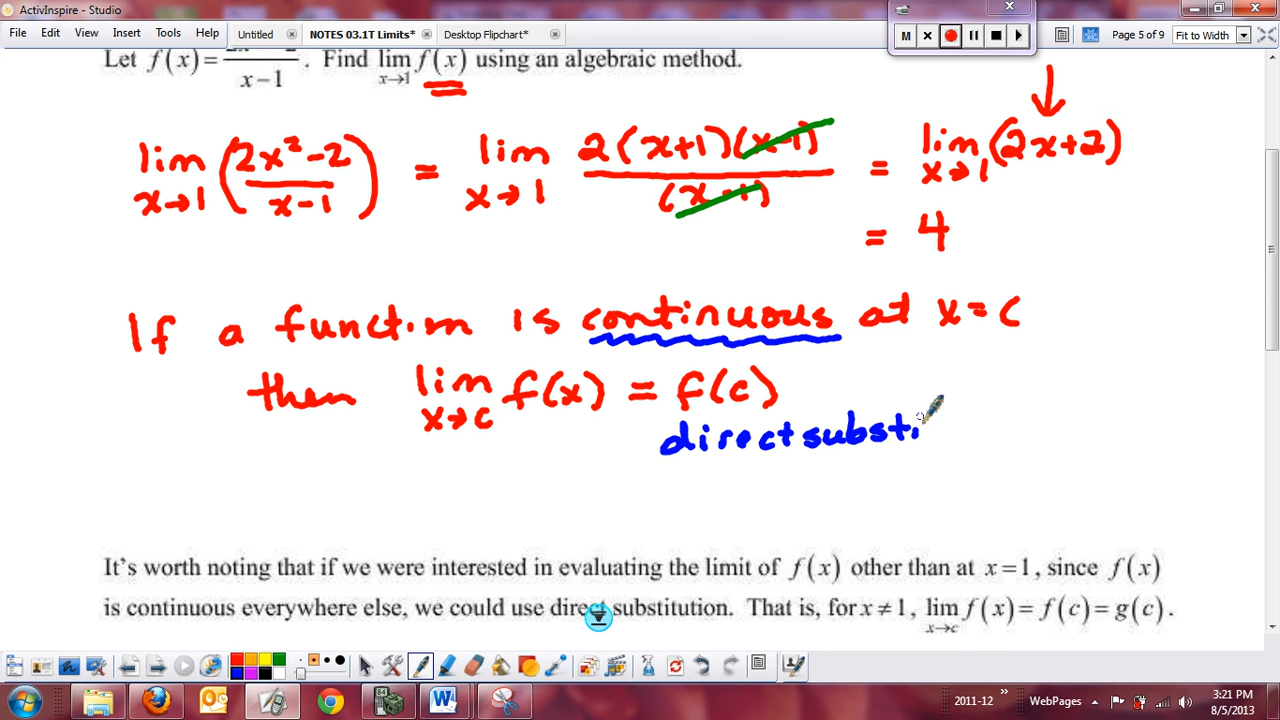 ActivInspire - Studio
File Edit View Insert Tools Help Untitled × NOTES 03.1T Limits* × Desktop Flipchart* × M Page 5 of 9 Fit to Width
Let f(x)= x−1 . Find lim x→1 f(x) using an algebraic method.
lim x→1 (2x²−2 / x−1) = lim x→1 2(x+1)(x−1) / (x−1) = lim x→1 (2x+2)
= 4
If a function is continuous at x=c
then lim x→c f(x) = f(c)
direct substi
It's worth noting that if we were interested in evaluating the limit of f(x) other than at x=1, since f(x)
is continuous everywhere else, we could use direct substitution. That is, for x≠1, lim x→c f(x)=f(c)=g(c).
2011-12 » WebPages 3:21 PM
8/5/2013